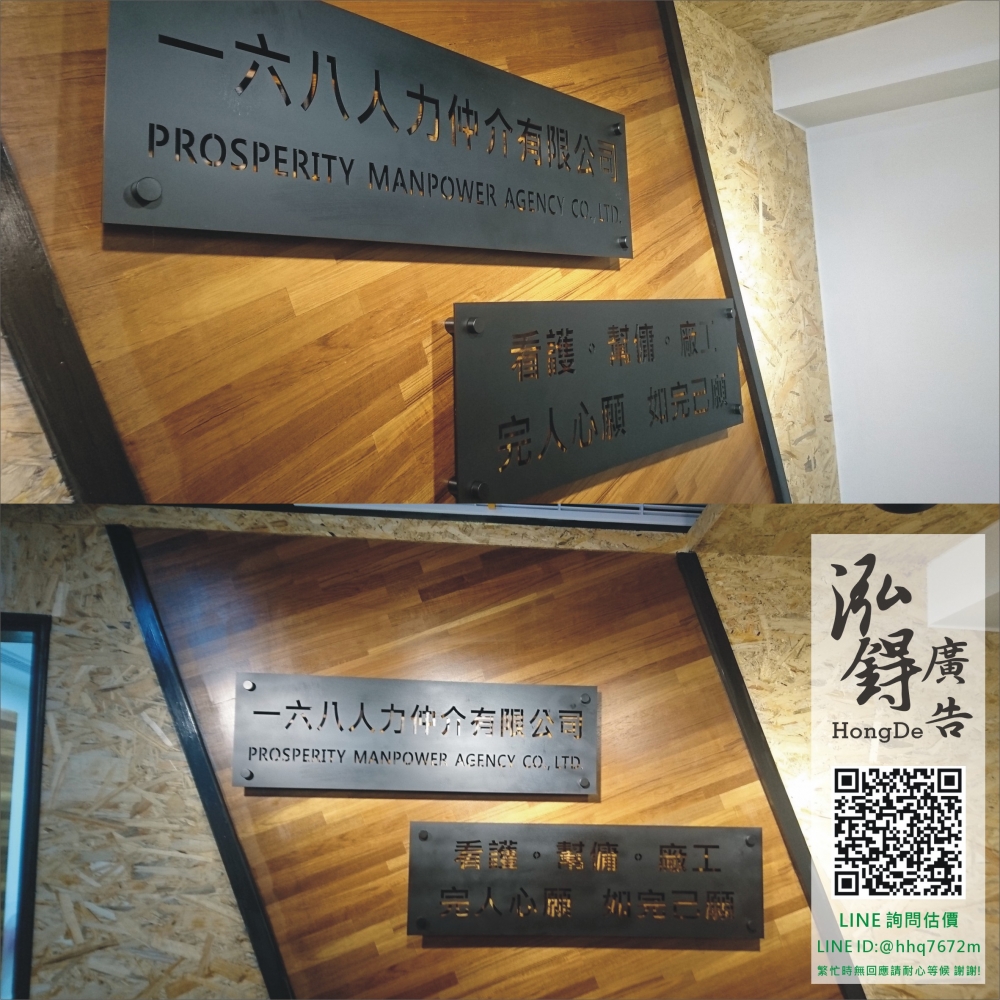 一六八人力仲介有限公司
PROSPERITY MANPOWER AGENCY CO., LTD.
看護・幫傭・廠工
完人心願 如完己願
一六八人力仲介有限公司
PROSPERITY MANPOWER AGENCY CO., LTD.
看護・幫傭・廠工
完人心願 如完己願
泓鍀廣告
HongDe
LINE 詢問估價
LINE ID:@hhq7672m
繁忙時無回應請耐心等候 謝謝!